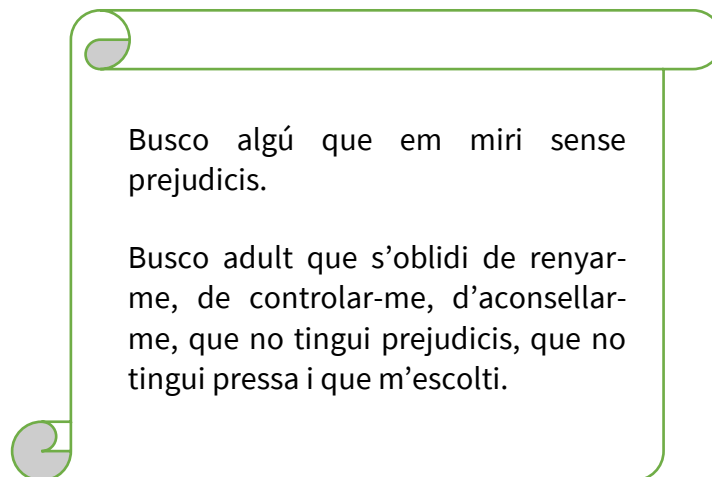 Busco algú que em miri sense
prejudicis.
Busco adult que s’oblidi de renyar-
me, de controlar-me, d’aconsellar-
me, que no tingui prejudicis, que no
tingui pressa i que m’escolti.